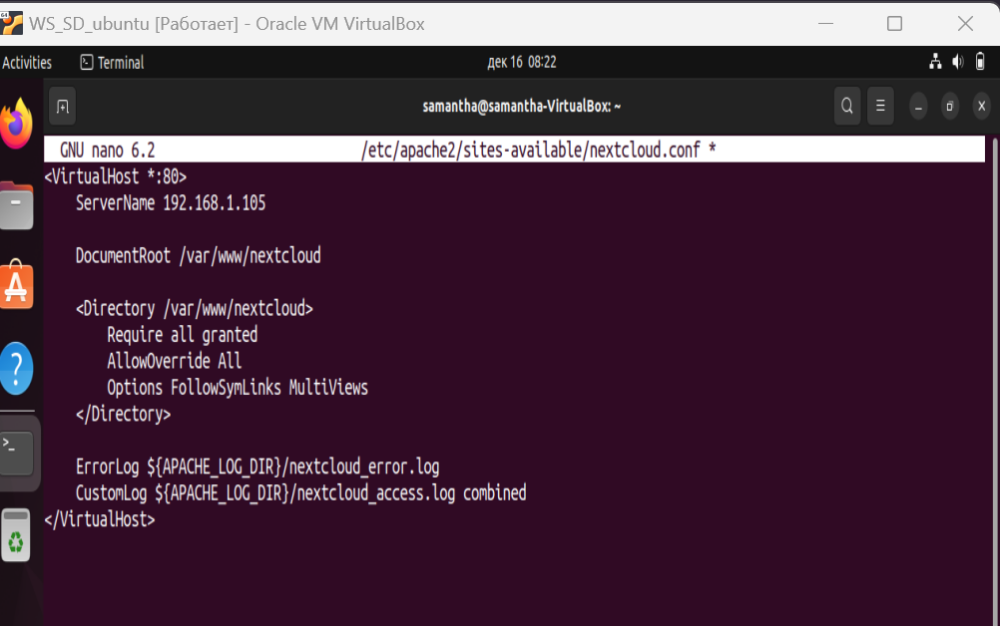 WS_SD_ubuntu [Работает] - Oracle VM VirtualBox
Activities Terminal дек 16 08:22
samantha@samantha-VirtualBox: ~
GNU nano 6.2 /etc/apache2/sites-available/nextcloud.conf *
<VirtualHost *:80>
    ServerName 192.168.1.105

    DocumentRoot /var/www/nextcloud

    <Directory /var/www/nextcloud>
        Require all granted
        AllowOverride All
        Options FollowSymLinks MultiViews
    </Directory>

    ErrorLog ${APACHE_LOG_DIR}/nextcloud_error.log
    CustomLog ${APACHE_LOG_DIR}/nextcloud_access.log combined
</VirtualHost>